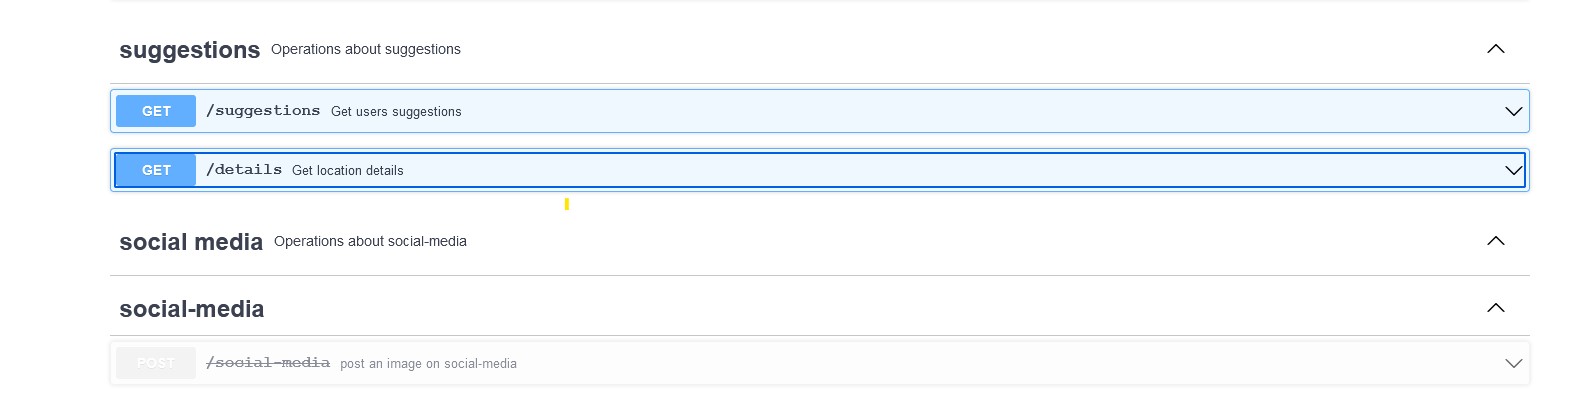 suggestions Operations about suggestions
GET /suggestions Get users suggestions
GET /details Get location details
social media Operations about social-media
social-media
POST /social-media post an image on social-media